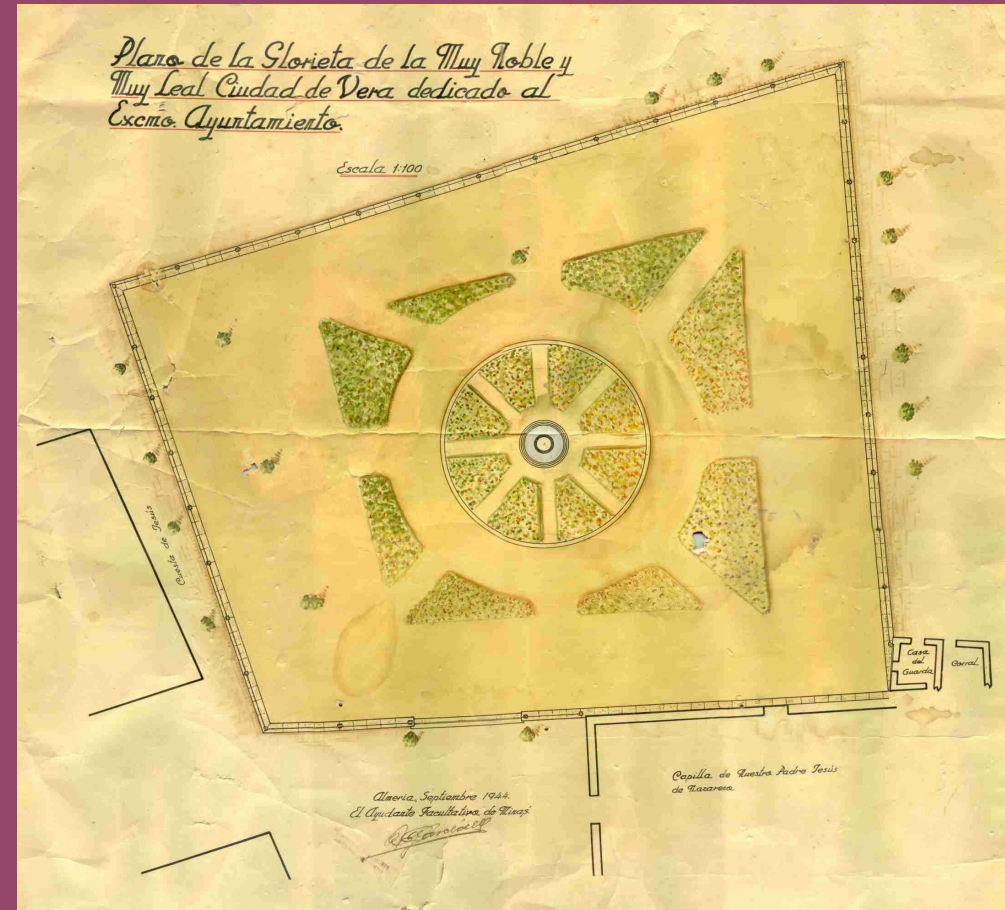 Plano de la Glorieta de la Muy Noble y
Muy Leal Ciudad de Vera dedicado al
Excmo. Ayuntamiento.
Escala 1:100
Cuesta de Jesús
Casa
del
Guarda
Corral
Capilla de Nuestro Padre Jesús
de Nazareno
Almería, Septiembre 1944.
El Ayudante Facultativo de Minas